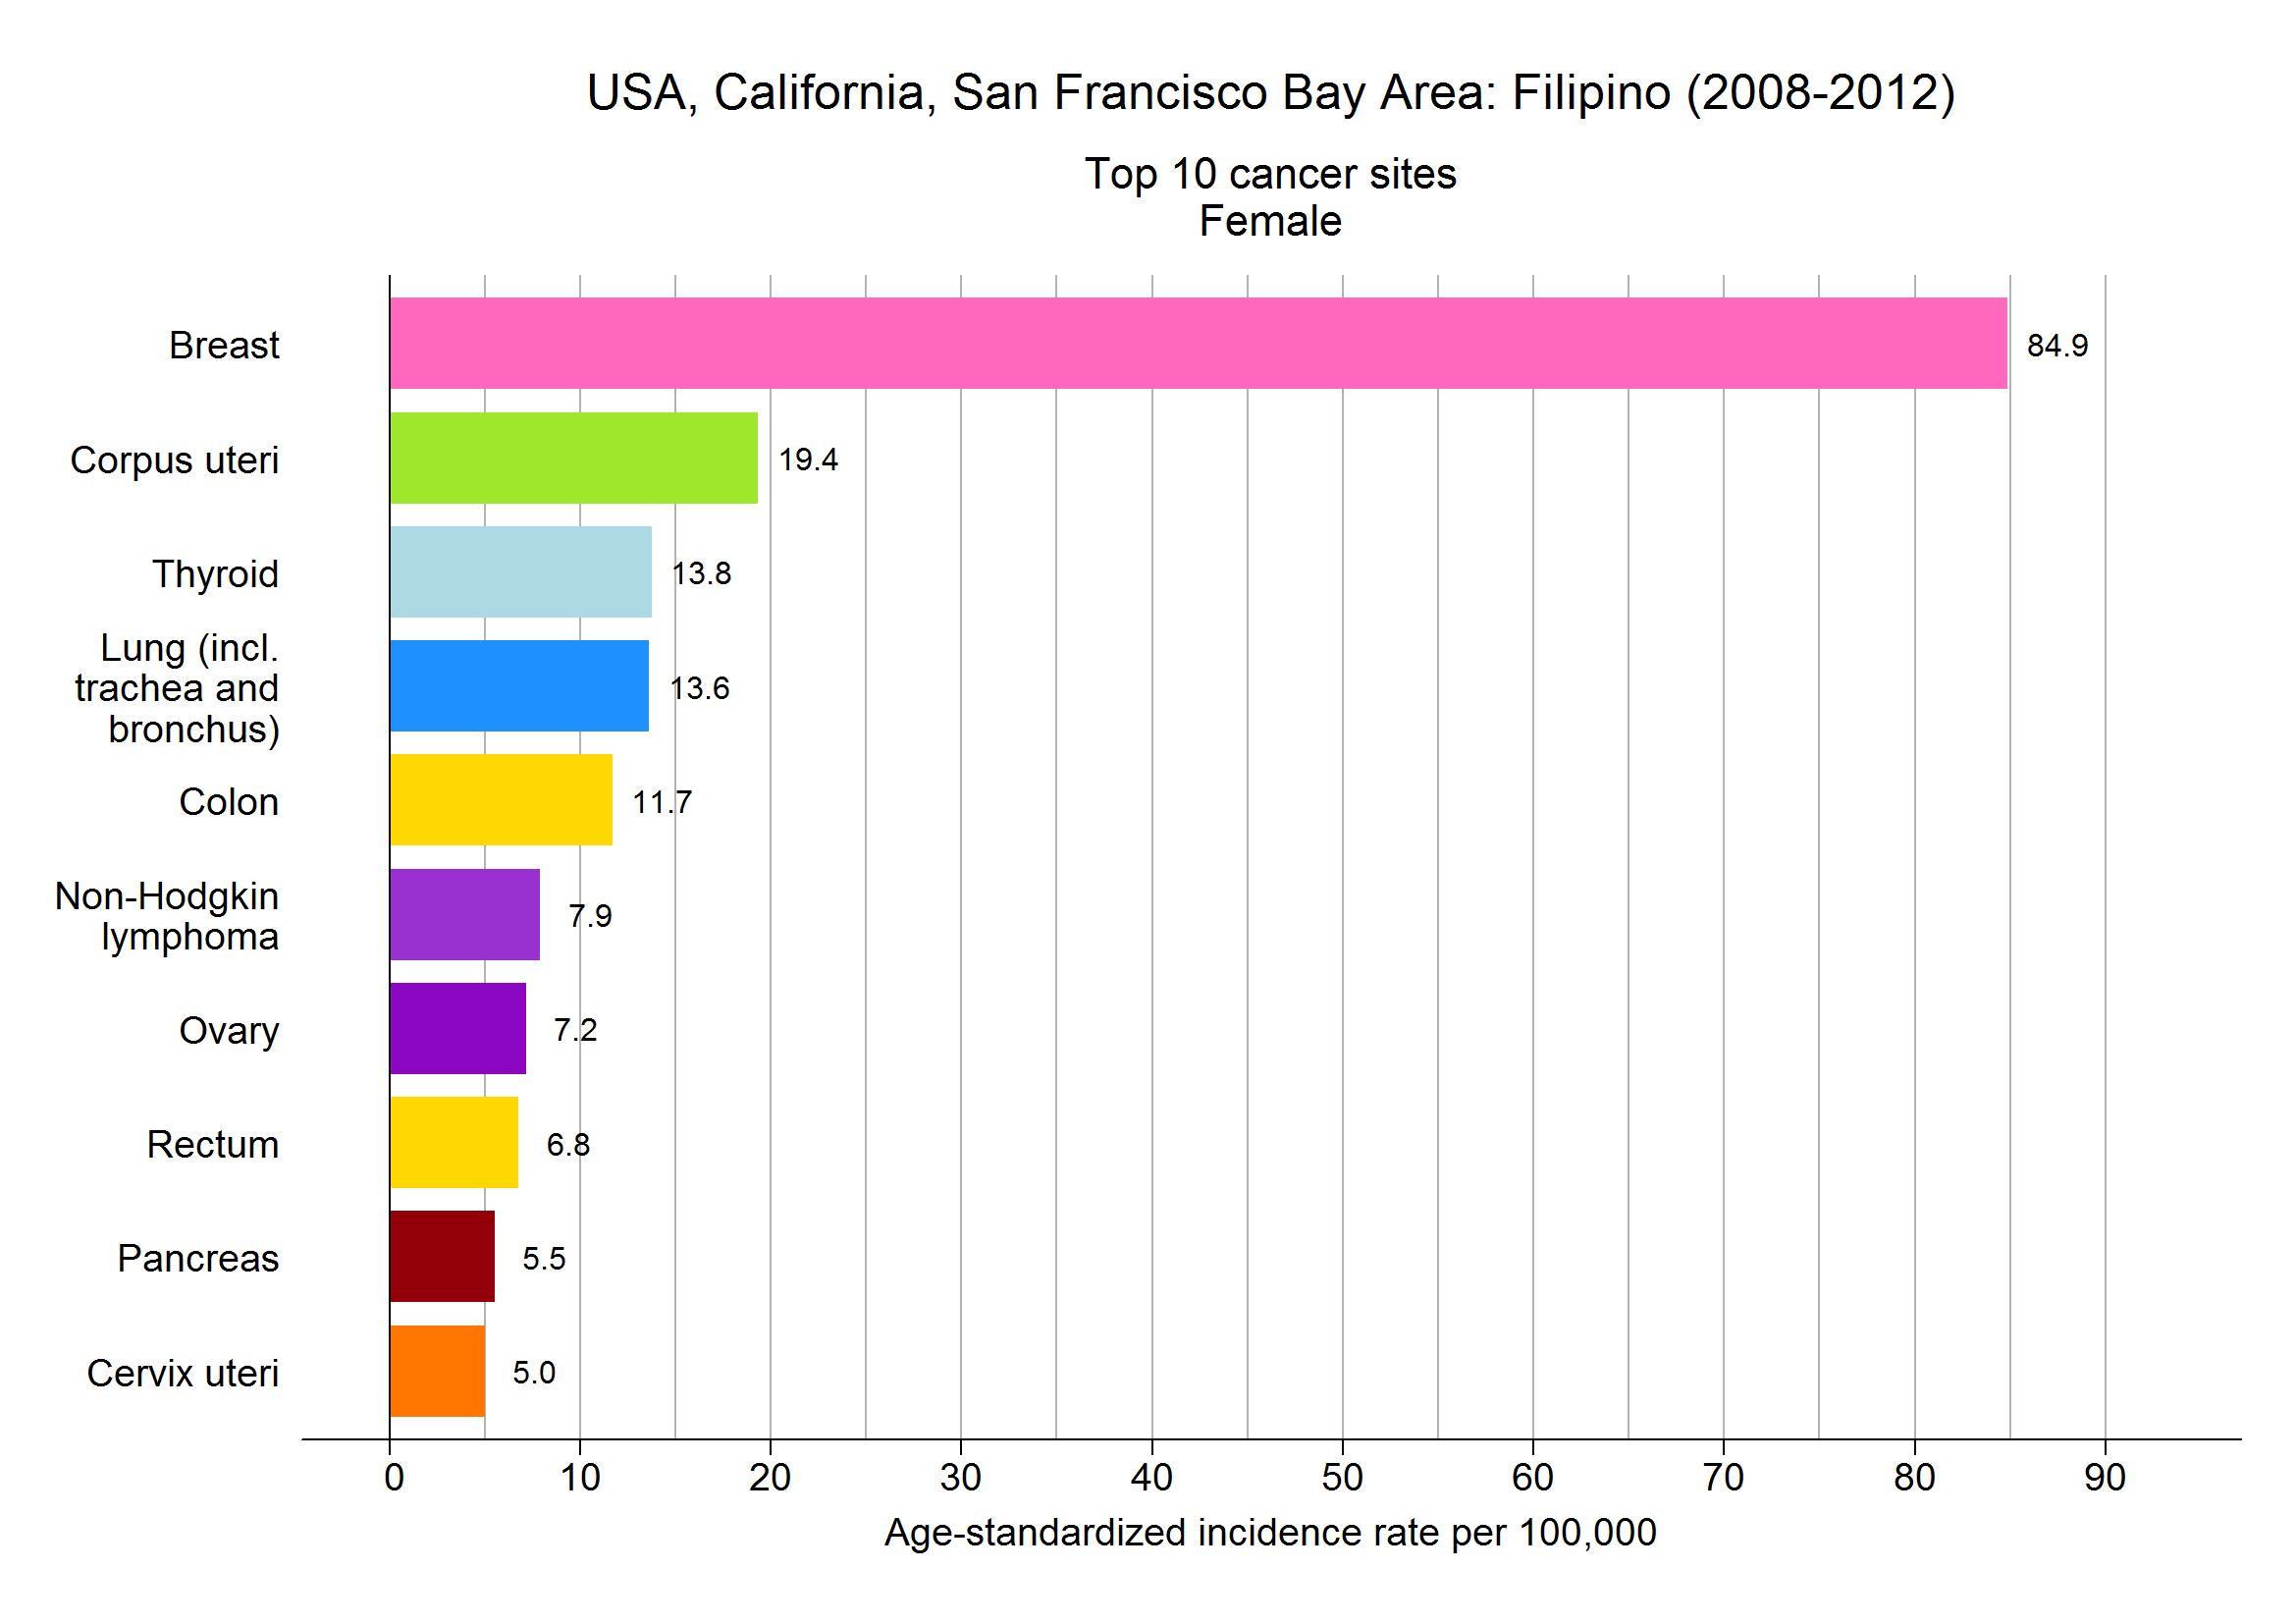 USA, California, San Francisco Bay Area: Filipino (2008-2012)
Top 10 cancer sites
Female
Breast
84.9
Corpus uteri
19.4
Thyroid
13.8
Lung (incl.
trachea and
bronchus)
13.6
Colon
11.7
Non-Hodgkin
lymphoma
7.9
Ovary
7.2
Rectum
6.8
Pancreas
5.5
Cervix uteri
5.0
0 10 20 30 40 50 60 70 80 90
Age-standardized incidence rate per 100,000